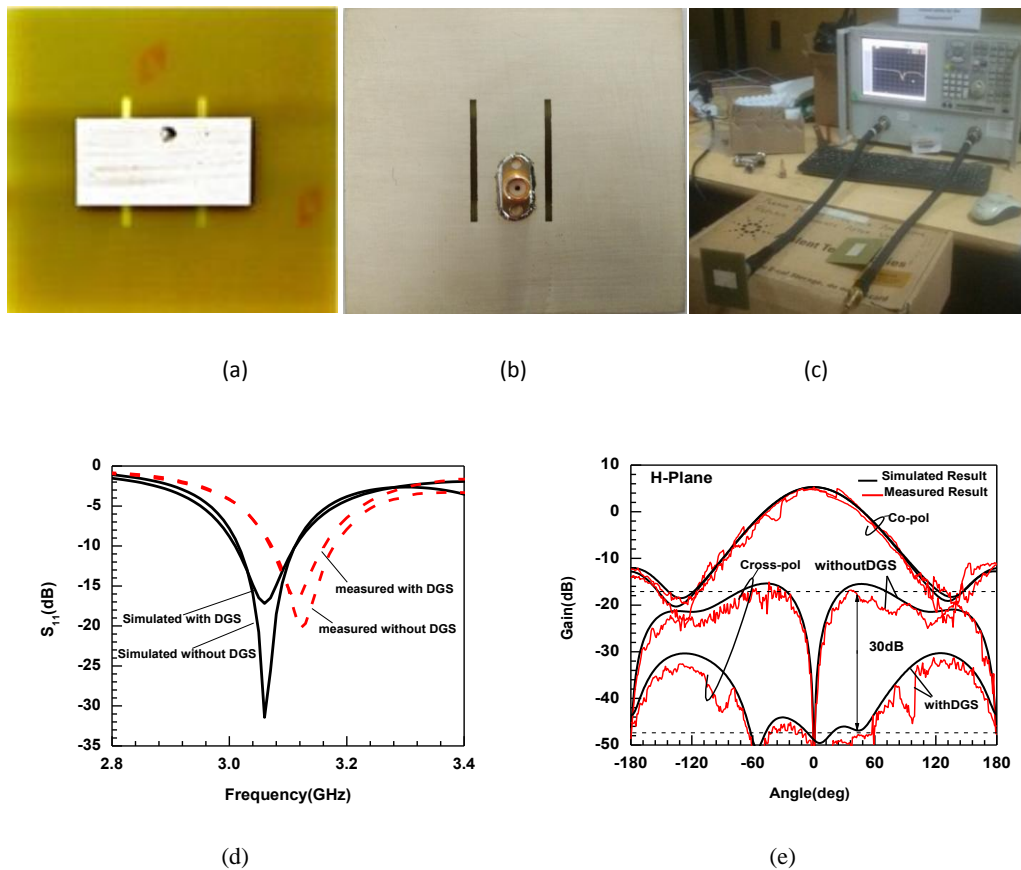 (a)
(b)
(c)
S11(dB)
0
-5
-10
-15
-20
-25
-30
-35
2.8
3.0
3.2
3.4
Frequency(GHz)
Simulated with DGS
Simulated without DGS
measured with DGS
measured without DGS
(d)
H-Plane
Simulated Result
Measured Result
Co-pol
Cross-pol
withoutDGS
30dB
withDGS
Gain(dB)
10
0
-10
-20
-30
-40
-50
-180
-120
-60
0
60
120
180
Angle(deg)
(e)